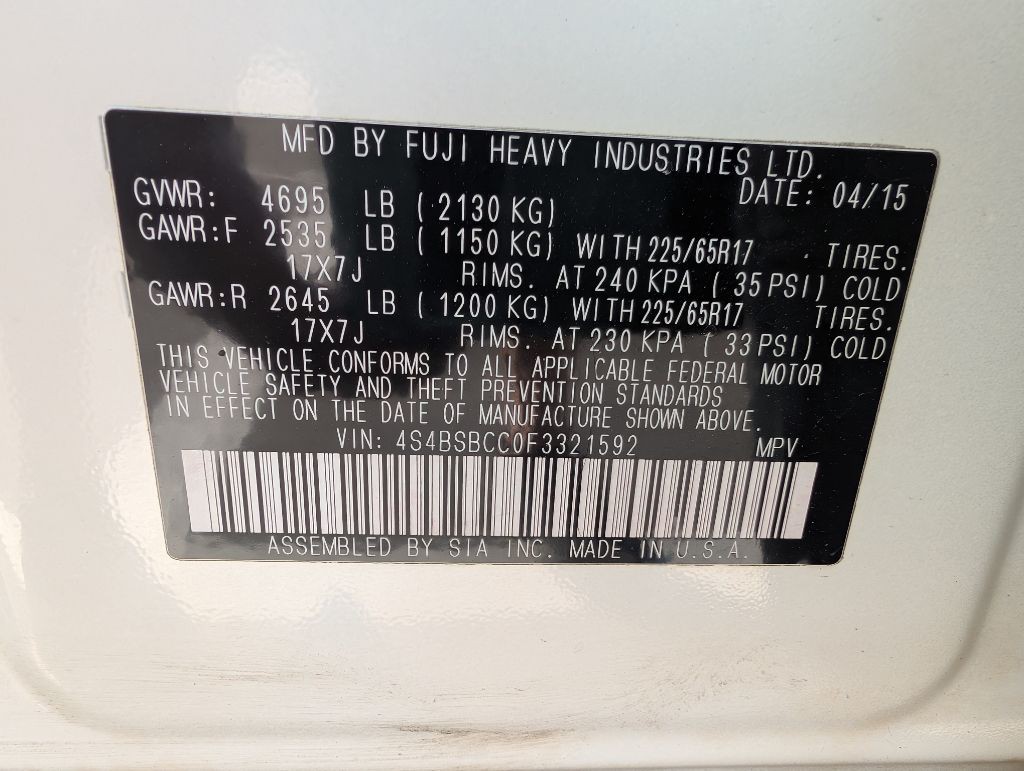 MFD BY FUJI HEAVY INDUSTRIES LTD.
DATE: 04/15
GVWR: 4695 LB ( 2130 KG)
GAWR:F 2535 LB ( 1150 KG) WITH 225/65R17 TIRES.
17X7J RIMS. AT 240 KPA ( 35 PSI) COLD
GAWR:R 2645 LB ( 1200 KG) WITH 225/65R17 TIRES.
17X7J RIMS. AT 230 KPA ( 33 PSI) COLD
THIS VEHICLE CONFORMS TO ALL APPLICABLE FEDERAL MOTOR
VEHICLE SAFETY AND THEFT PREVENTION STANDARDS
IN EFFECT ON THE DATE OF MANUFACTURE SHOWN ABOVE.
VIN: 4S4BSBCC0F3321592 MPV
ASSEMBLED BY SIA INC. MADE IN U.S.A.